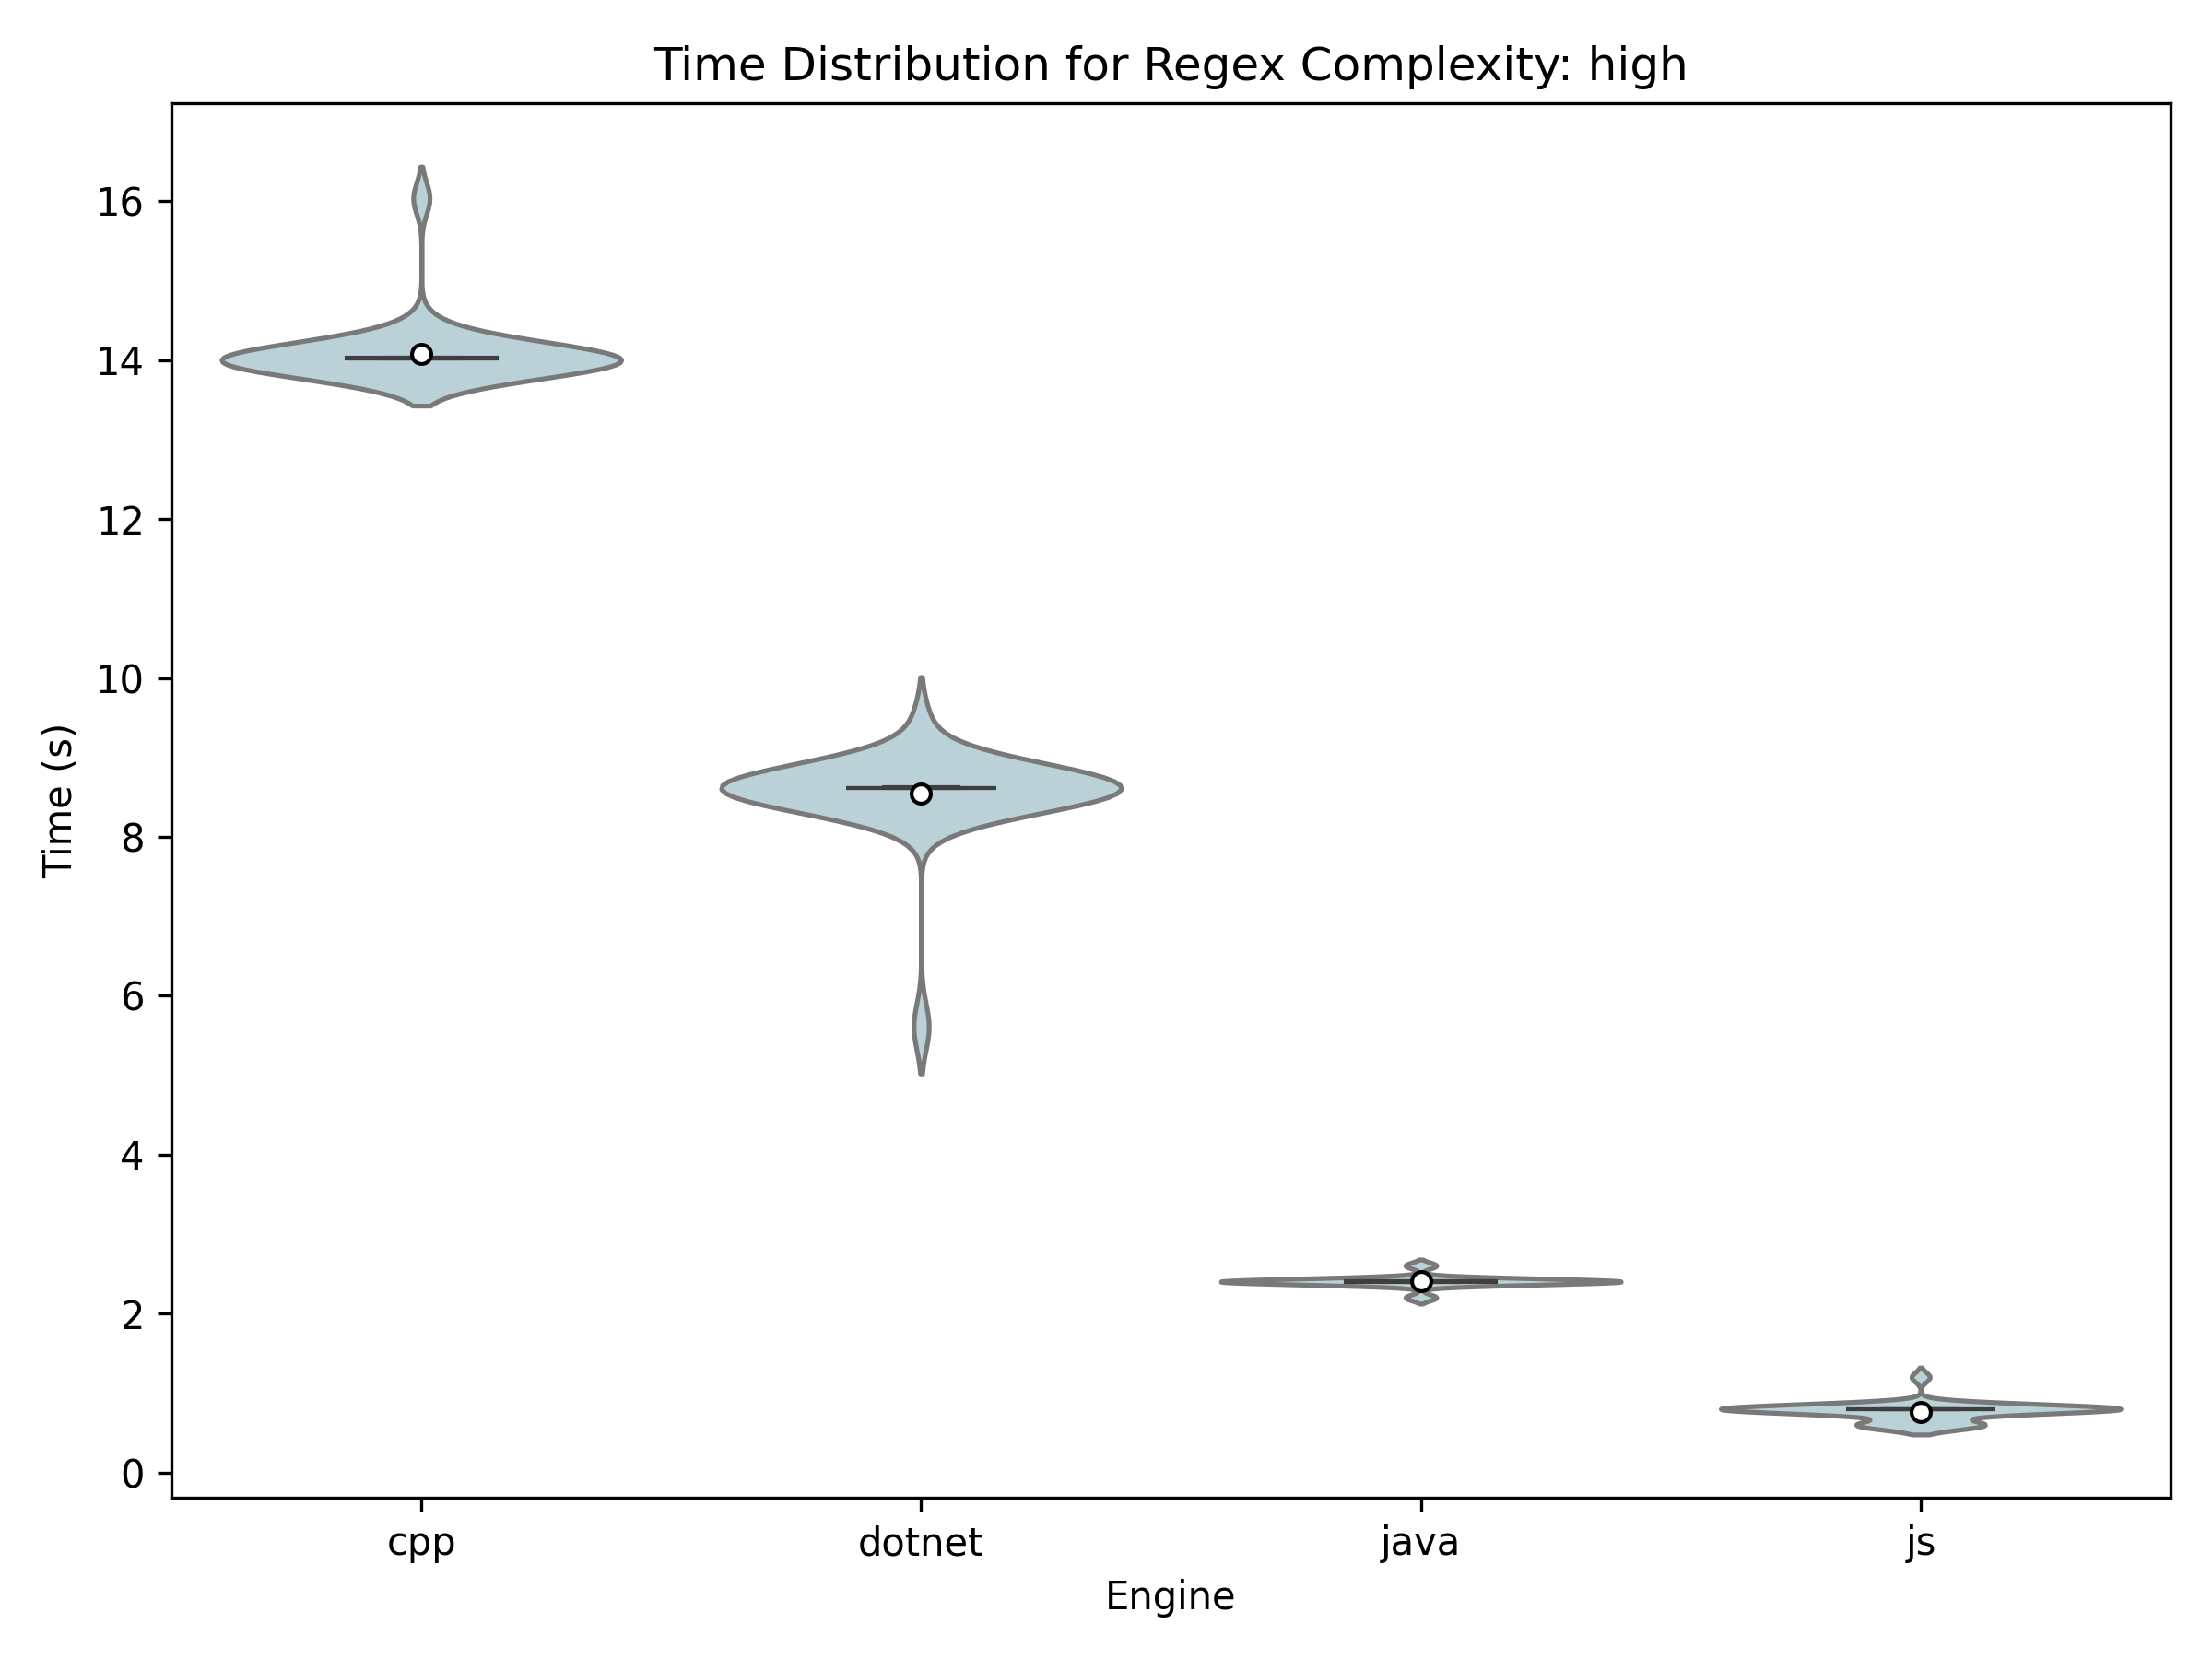 Time Distribution for Regex Complexity: high
16
14
12
10
8
6
4
2
0
Time (s)
cpp
dotnet
java
js
Engine